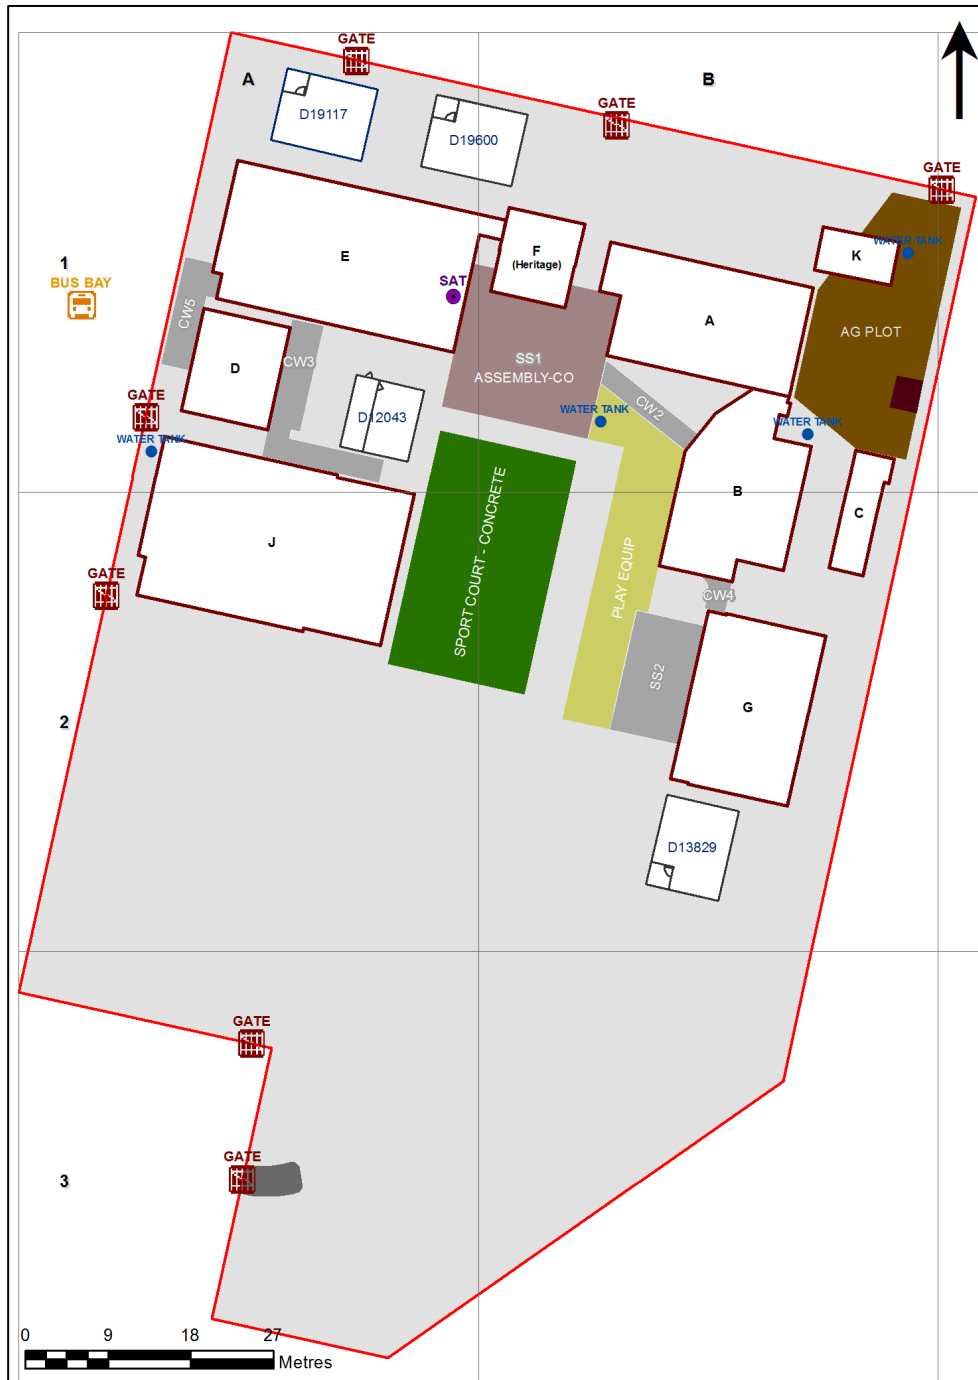 GATE
A
B
GATE
D19117
D19600
GATE
WATER TANK
K
F
(Heritage)
E
1
BUS BAY
SAT
CW5
A
AG PLOT
SS1
ASSEMBLY-CO
CW3
D
GATE
D12043
CW2
WATER TANK
WATER TANK
WATER TANK
B
C
J
SPORT COURT - CONCRETE
PLAY EQUIP
GATE
CW4
SS2
2
G
D13829
GATE
GATE
3
0 9 18 27
Metres